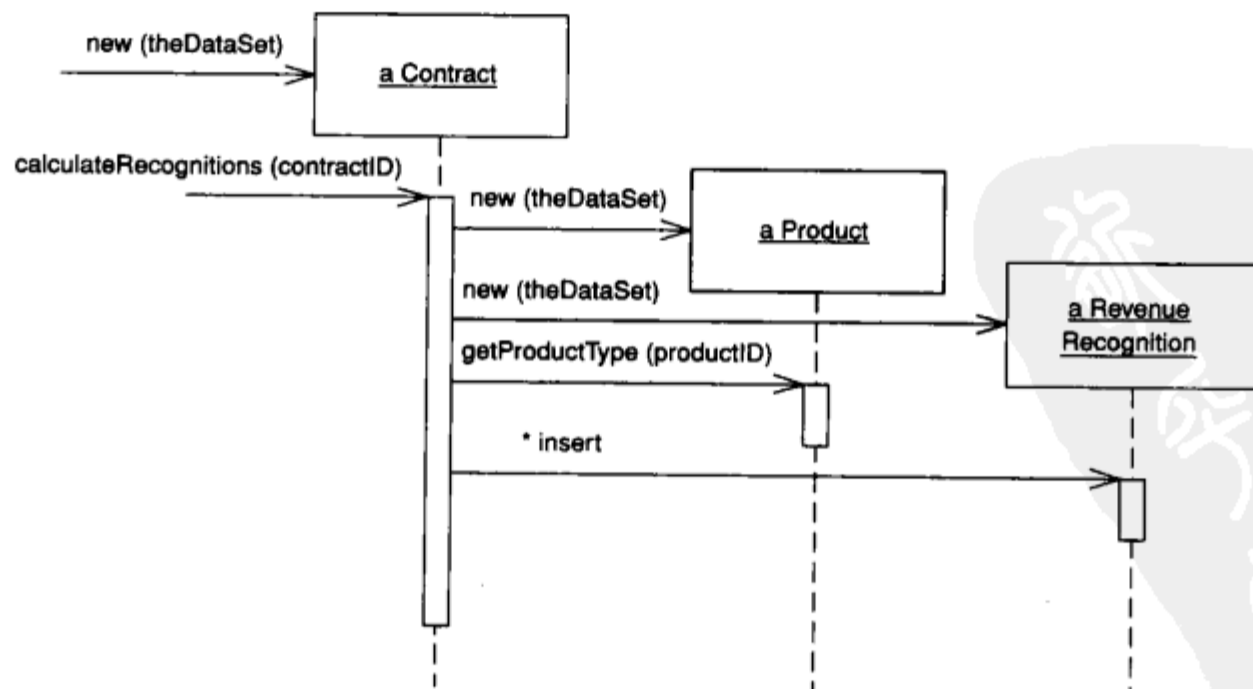 new (theDataSet)
a Contract
calculateRecognitions (contractID)
new (theDataSet)
a Product
new (theDataSet)
a Revenue
Recognition
getProductType (productID)
* insert